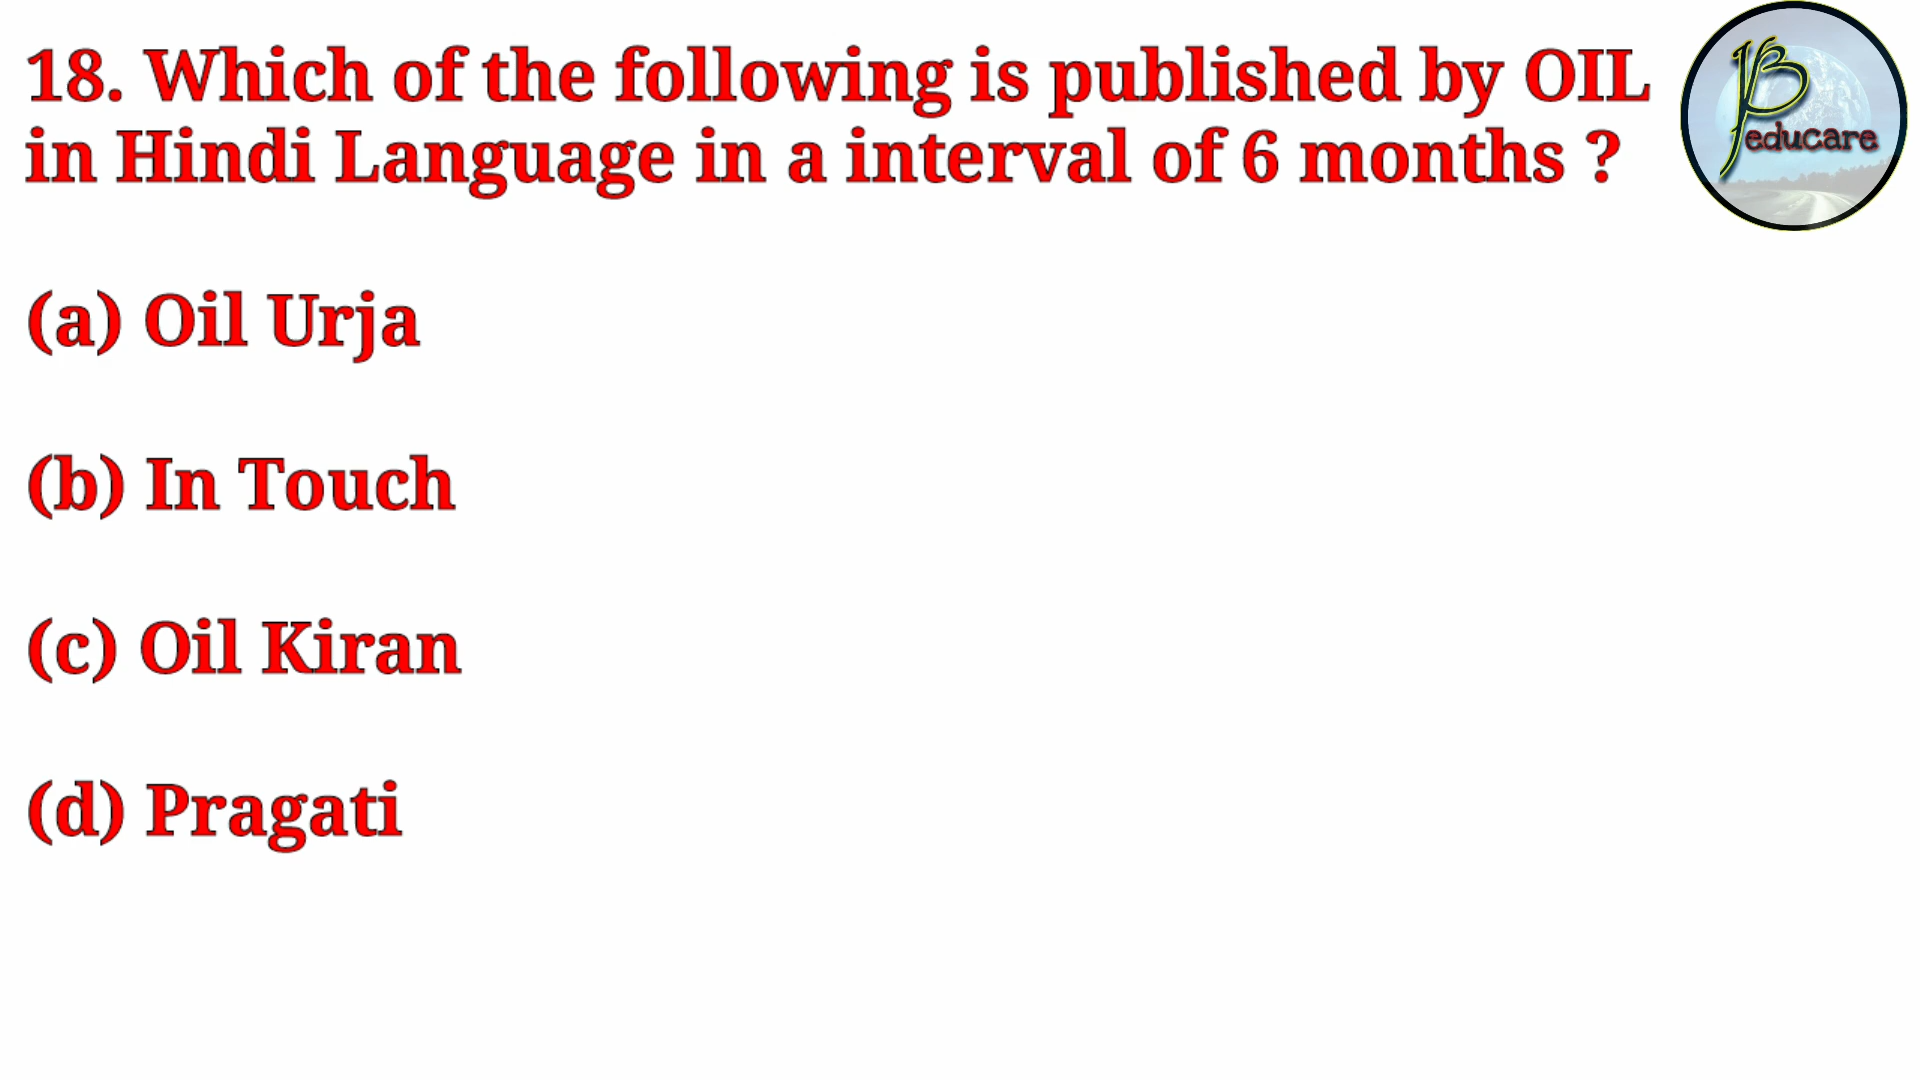 18. Which of the following is published by OIL
in Hindi Language in a interval of 6 months ?
(a) Oil Urja
(b) In Touch
(c) Oil Kiran
(d) Pragati
educare